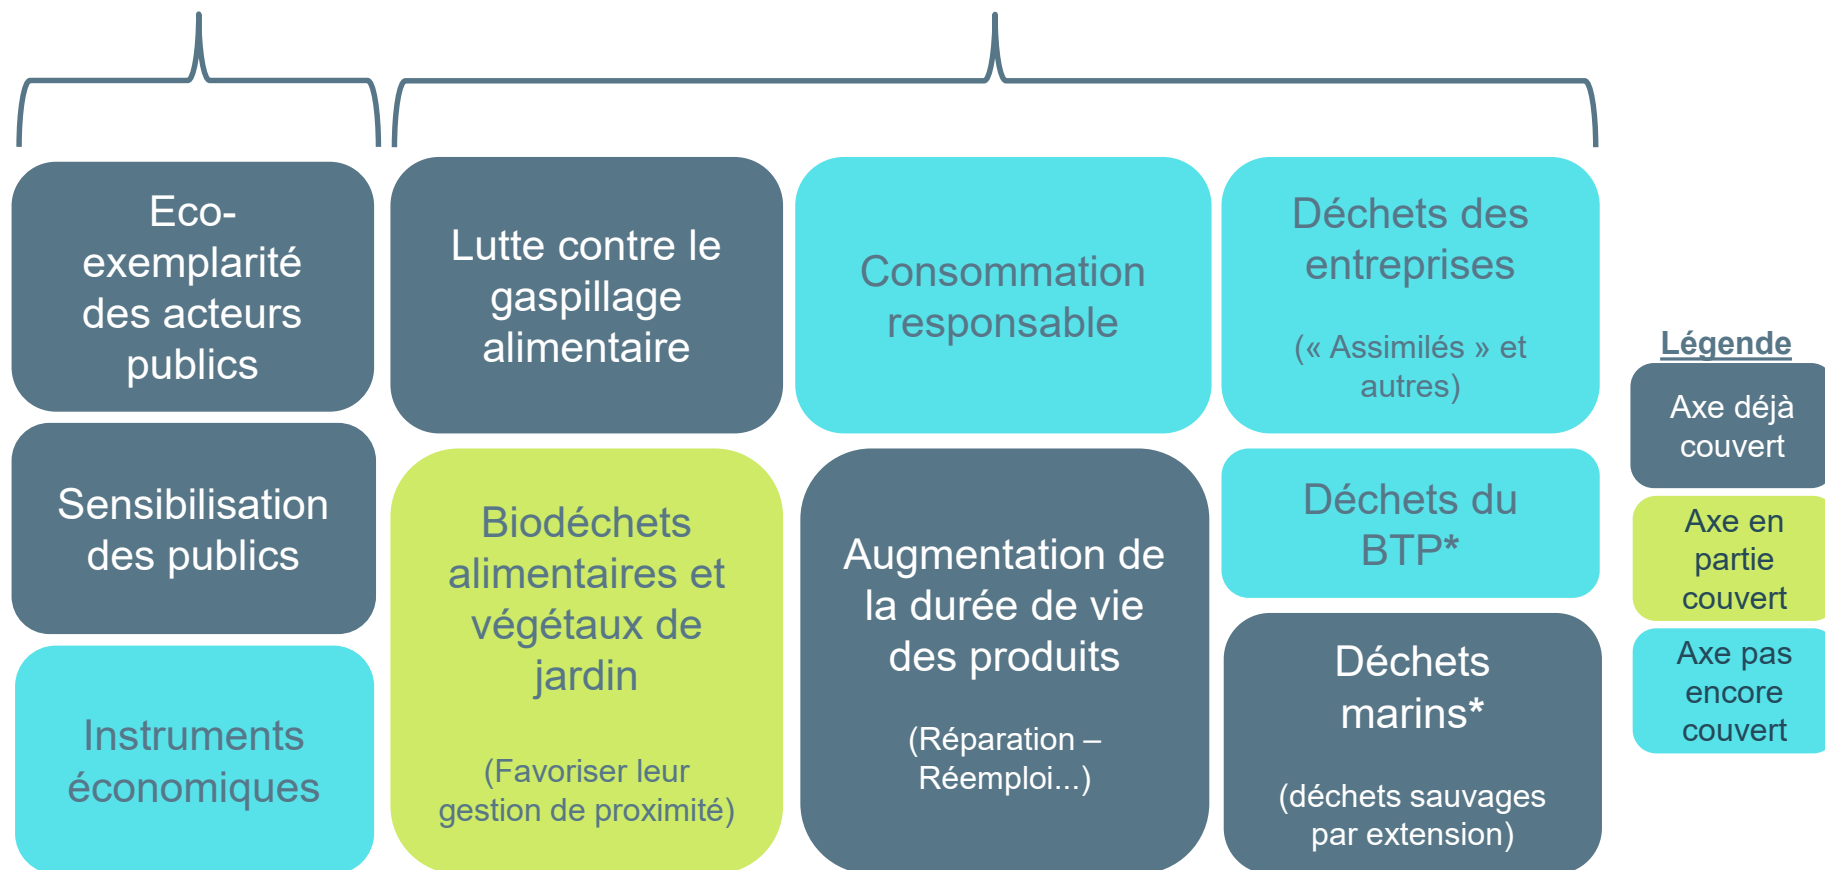 Eco-
exemplarité
des acteurs
publics
Sensibilisation
des publics
Instruments
économiques
Lutte contre le
gaspillage
alimentaire
Biodéchets
alimentaires et
végétaux de
jardin
(Favoriser leur
gestion de proximité)
Consommation
responsable
Augmentation de
la durée de vie
des produits
(Réparation –
Réemploi...)
Déchets des
entreprises
(« Assimilés » et
autres)
Déchets du
BTP*
Déchets
marins*
(déchets sauvages
par extension)
Légende
Axe déjà
couvert
Axe en
partie
couvert
Axe pas
encore
couvert